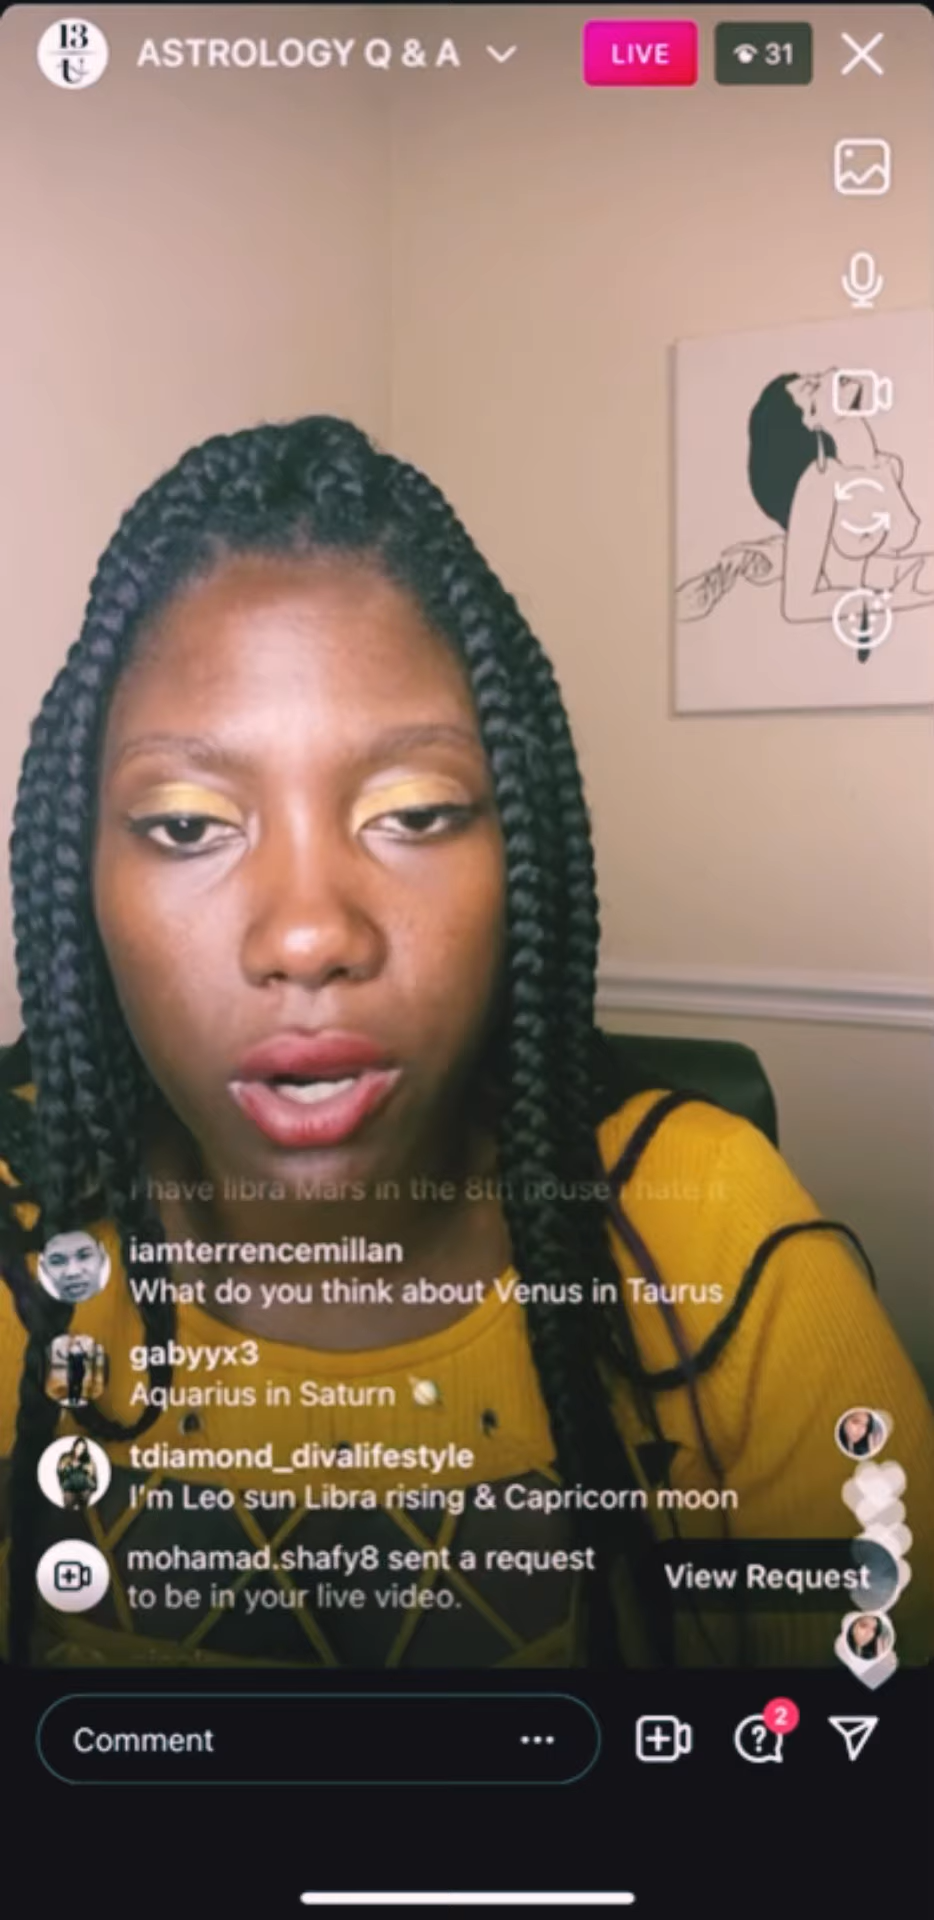 13
U
ASTROLOGY Q & A
LIVE
31
i have libra Mars in the 8th house i hate it
iamterrencemillan
What do you think about Venus in Taurus
gabyyx3
Aquarius in Saturn 🪐
tdiamond_divalifestyle
I'm Leo sun Libra rising & Capricorn moon
mohamad.shafy8 sent a request
to be in your live video.
View Request
Comment
2